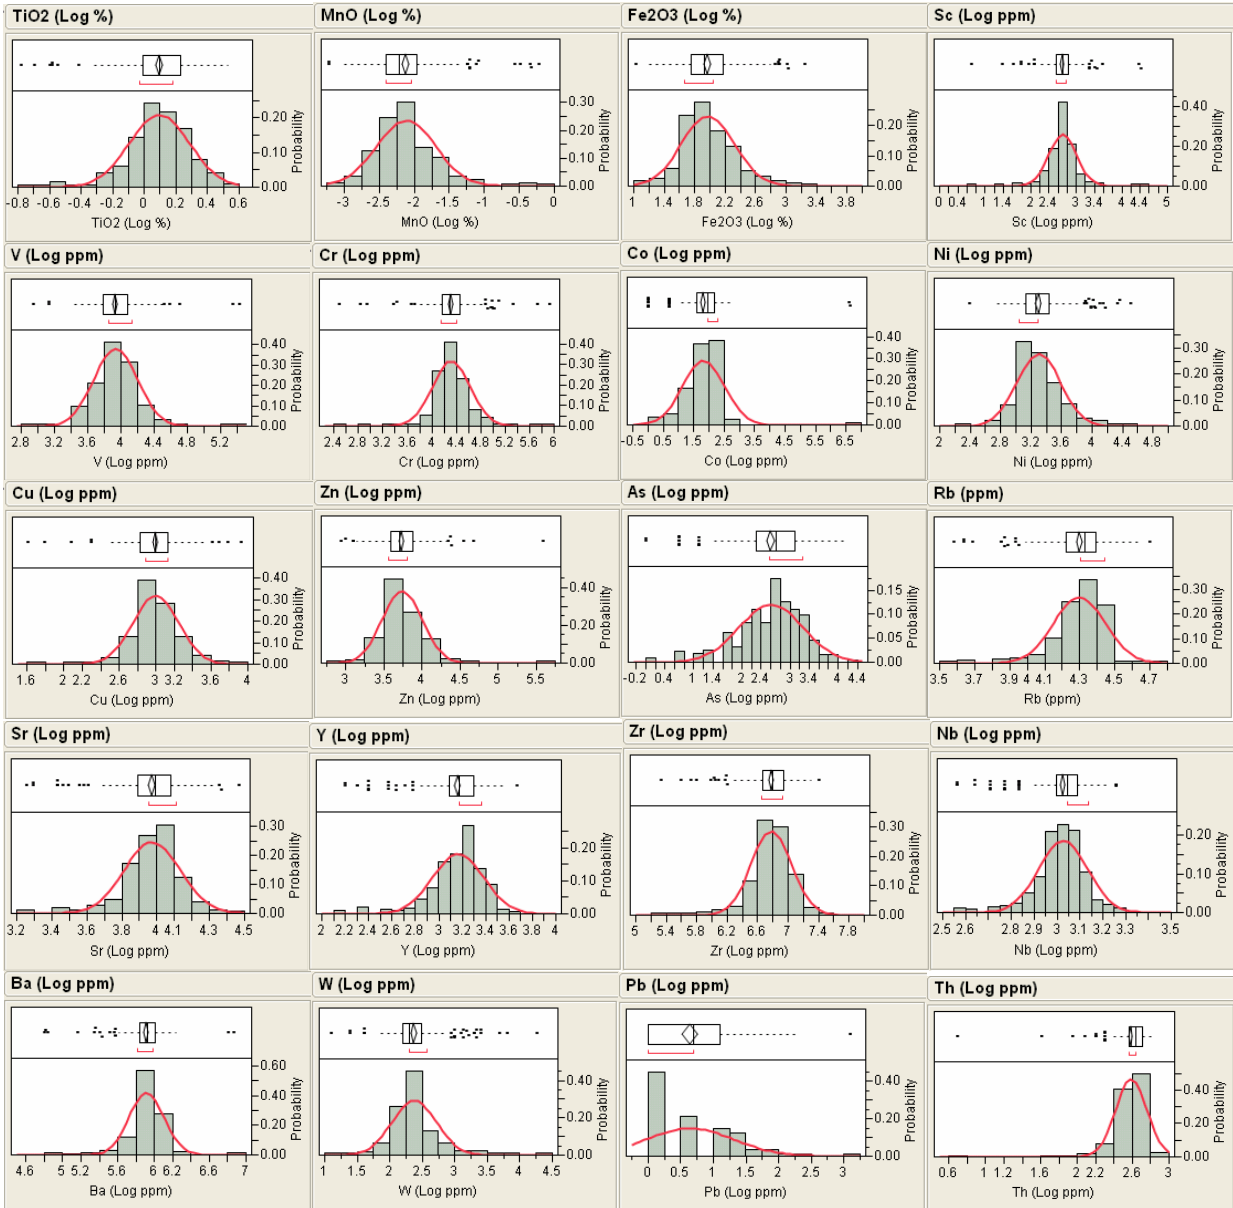 TiO2 (Log %)
MnO (Log %)
Fe2O3 (Log %)
Sc (Log ppm)
0.20
0.10
0.00
Probability
-0.8 -0.6 -0.4 -0.2 0 0.2 0.4 0.6
TiO2 (Log %)
0.30
0.20
0.10
0.00
Probability
-3 -2.5 -2 -1.5 -1 -0.5 0
MnO (Log %)
0.20
0.10
0.00
Probability
1 1.4 1.8 2.2 2.6 3 3.4 3.8
Fe2O3 (Log %)
0.40
0.20
0.00
Probability
0 0.4 1 1.4 2 2.4 3 3.4 4 4.4 5
Sc (Log ppm)
V (Log ppm)
Cr (Log ppm)
Co (Log ppm)
Ni (Log ppm)
0.40
0.30
0.20
0.10
0.00
Probability
2.8 3.2 3.6 4 4.4 4.8 5.4
V (Log ppm)
0.40
0.30
0.20
0.10
0.00
Probability
2.4 2.8 3.2 3.6 4 4.4 4.8 5.2 5.6 6
Cr (Log ppm)
0.40
0.30
0.20
0.10
0.00
Probability
-0.5 0.5 1.5 2.5 3.5 4.5 5.5 6.5
Co (Log ppm)
0.30
0.20
0.10
0.00
Probability
2 2.4 2.8 3.2 3.6 4 4.4 4.8
Ni (Log ppm)
Cu (Log ppm)
Zn (Log ppm)
As (Log ppm)
Rb (ppm)
0.40
0.30
0.20
0.10
0.00
Probability
1.6 2 2.2 2.6 3 3.2 3.6 4
Cu (Log ppm)
0.40
0.20
0.00
Probability
3 3.5 4 4.5 5 5.5
Zn (Log ppm)
0.15
0.10
0.05
0.00
Probability
-0.2 0.4 1 1.4 2 2.4 3 3.4 4 4.4
As (Log ppm)
0.30
0.20
0.10
0.00
Probability
3.5 3.7 3.9 4 4.1 4.3 4.5 4.7
Rb (ppm)
Sr (Log ppm)
Y (Log ppm)
Zr (Log ppm)
Nb (Log ppm)
0.30
0.20
0.10
0.00
Probability
3.2 3.4 3.6 3.8 4 4.1 4.3 4.5
Sr (Log ppm)
0.20
0.10
0.00
Probability
2 2.2 2.4 2.6 2.8 3 3.2 3.4 3.6 3.8 4
Y (Log ppm)
0.30
0.20
0.10
0.00
Probability
5 5.4 5.8 6.2 6.6 7 7.4 7.8
Zr (Log ppm)
0.20
0.10
0.00
Probability
2.5 2.6 2.8 3 3.1 3.2 3.3 3.5
Nb (Log ppm)
Ba (Log ppm)
W (Log ppm)
Pb (Log ppm)
Th (Log ppm)
0.60
0.40
0.20
0.00
Probability
4.6 5 5.2 5.6 6 6.2 6.6 7
Ba (Log ppm)
0.40
0.30
0.20
0.10
0.00
Probability
1 1.5 2 2.5 3 3.5 4 4.5
W (Log ppm)
0.40
0.30
0.20
0.10
0.00
Probability
0 0.5 1 1.5 2 2.5 3
Pb (Log ppm)
0.40
0.30
0.20
0.10
0.00
Probability
0.6 1 1.2 1.6 2 2.2 2.6 3
Th (Log ppm)